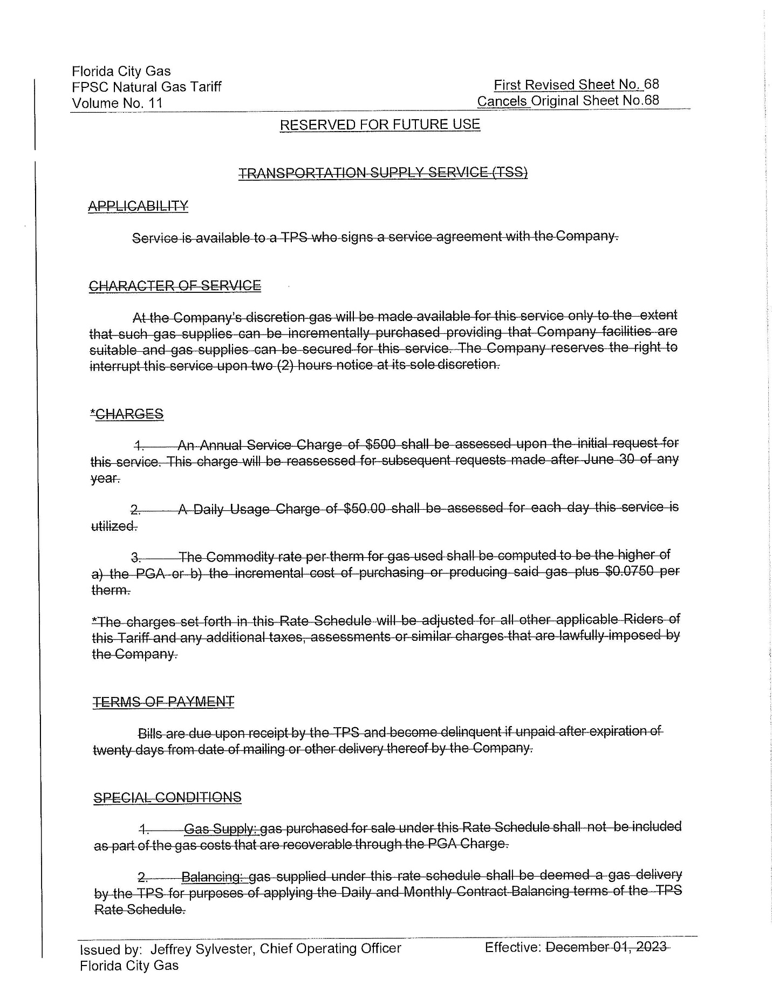 Florida City Gas
FPSC Natural Gas Tariff
First Revised Sheet No. 68
Volume No. 11
Cancels Original Sheet No.68
RESERVED FOR FUTURE USE
TRANSPORTATION SUPPLY SERVICE (TSS)
APPLICABILITY
Service is available to a TPS who signs a service agreement with the Company.
CHARACTER OF SERVICE
At the Company's discretion gas will be made available for this service only to the extent
that such gas supplies can be incrementally purchased providing that Company facilities are
suitable and gas supplies can be secured for this service. The Company reserves the right to
interrupt this service upon two (2) hours notice at its sole discretion.
*CHARGES
1. An Annual Service Charge of $500 shall be assessed upon the initial request for
this service. This charge will be reassessed for subsequent requests made after June 30 of any
year.
2. A Daily Usage Charge of $50.00 shall be assessed for each day this service is
utilized.
3. The Commodity rate per therm for gas used shall be computed to be the higher of
a) the PGA or b) the incremental cost of purchasing or producing said gas plus $0.0750 per
therm.
*The charges set forth in this Rate Schedule will be adjusted for all other applicable Riders of
this Tariff and any additional taxes, assessments or similar charges that are lawfully imposed by
the Company.
TERMS OF PAYMENT
Bills are due upon receipt by the TPS and become delinquent if unpaid after expiration of
twenty days from date of mailing or other delivery thereof by the Company.
SPECIAL CONDITIONS
1. Gas Supply: gas purchased for sale under this Rate Schedule shall not be included
as part of the gas costs that are recoverable through the PGA Charge.
2. Balancing: gas supplied under this rate schedule shall be deemed a gas delivery
by the TPS for purposes of applying the Daily and Monthly Contract Balancing terms of the TPS
Rate Schedule.
Issued by: Jeffrey Sylvester, Chief Operating Officer
Effective: December 01, 2023
Florida City Gas